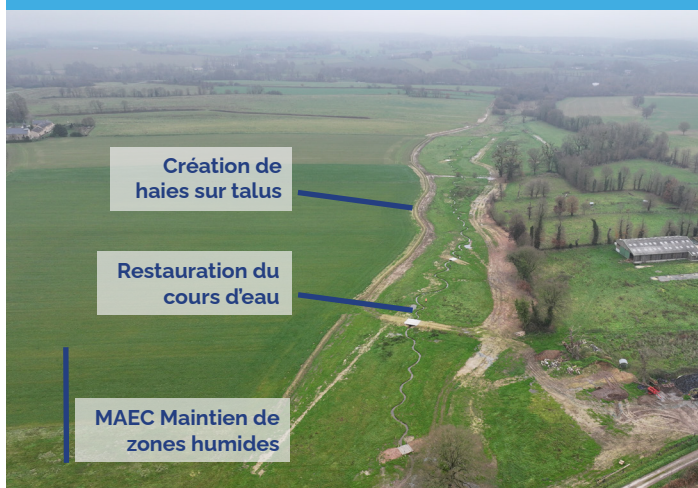 Création de
haies sur talus
Restauration du
cours d'eau
MAEC Maintien de
zones humides